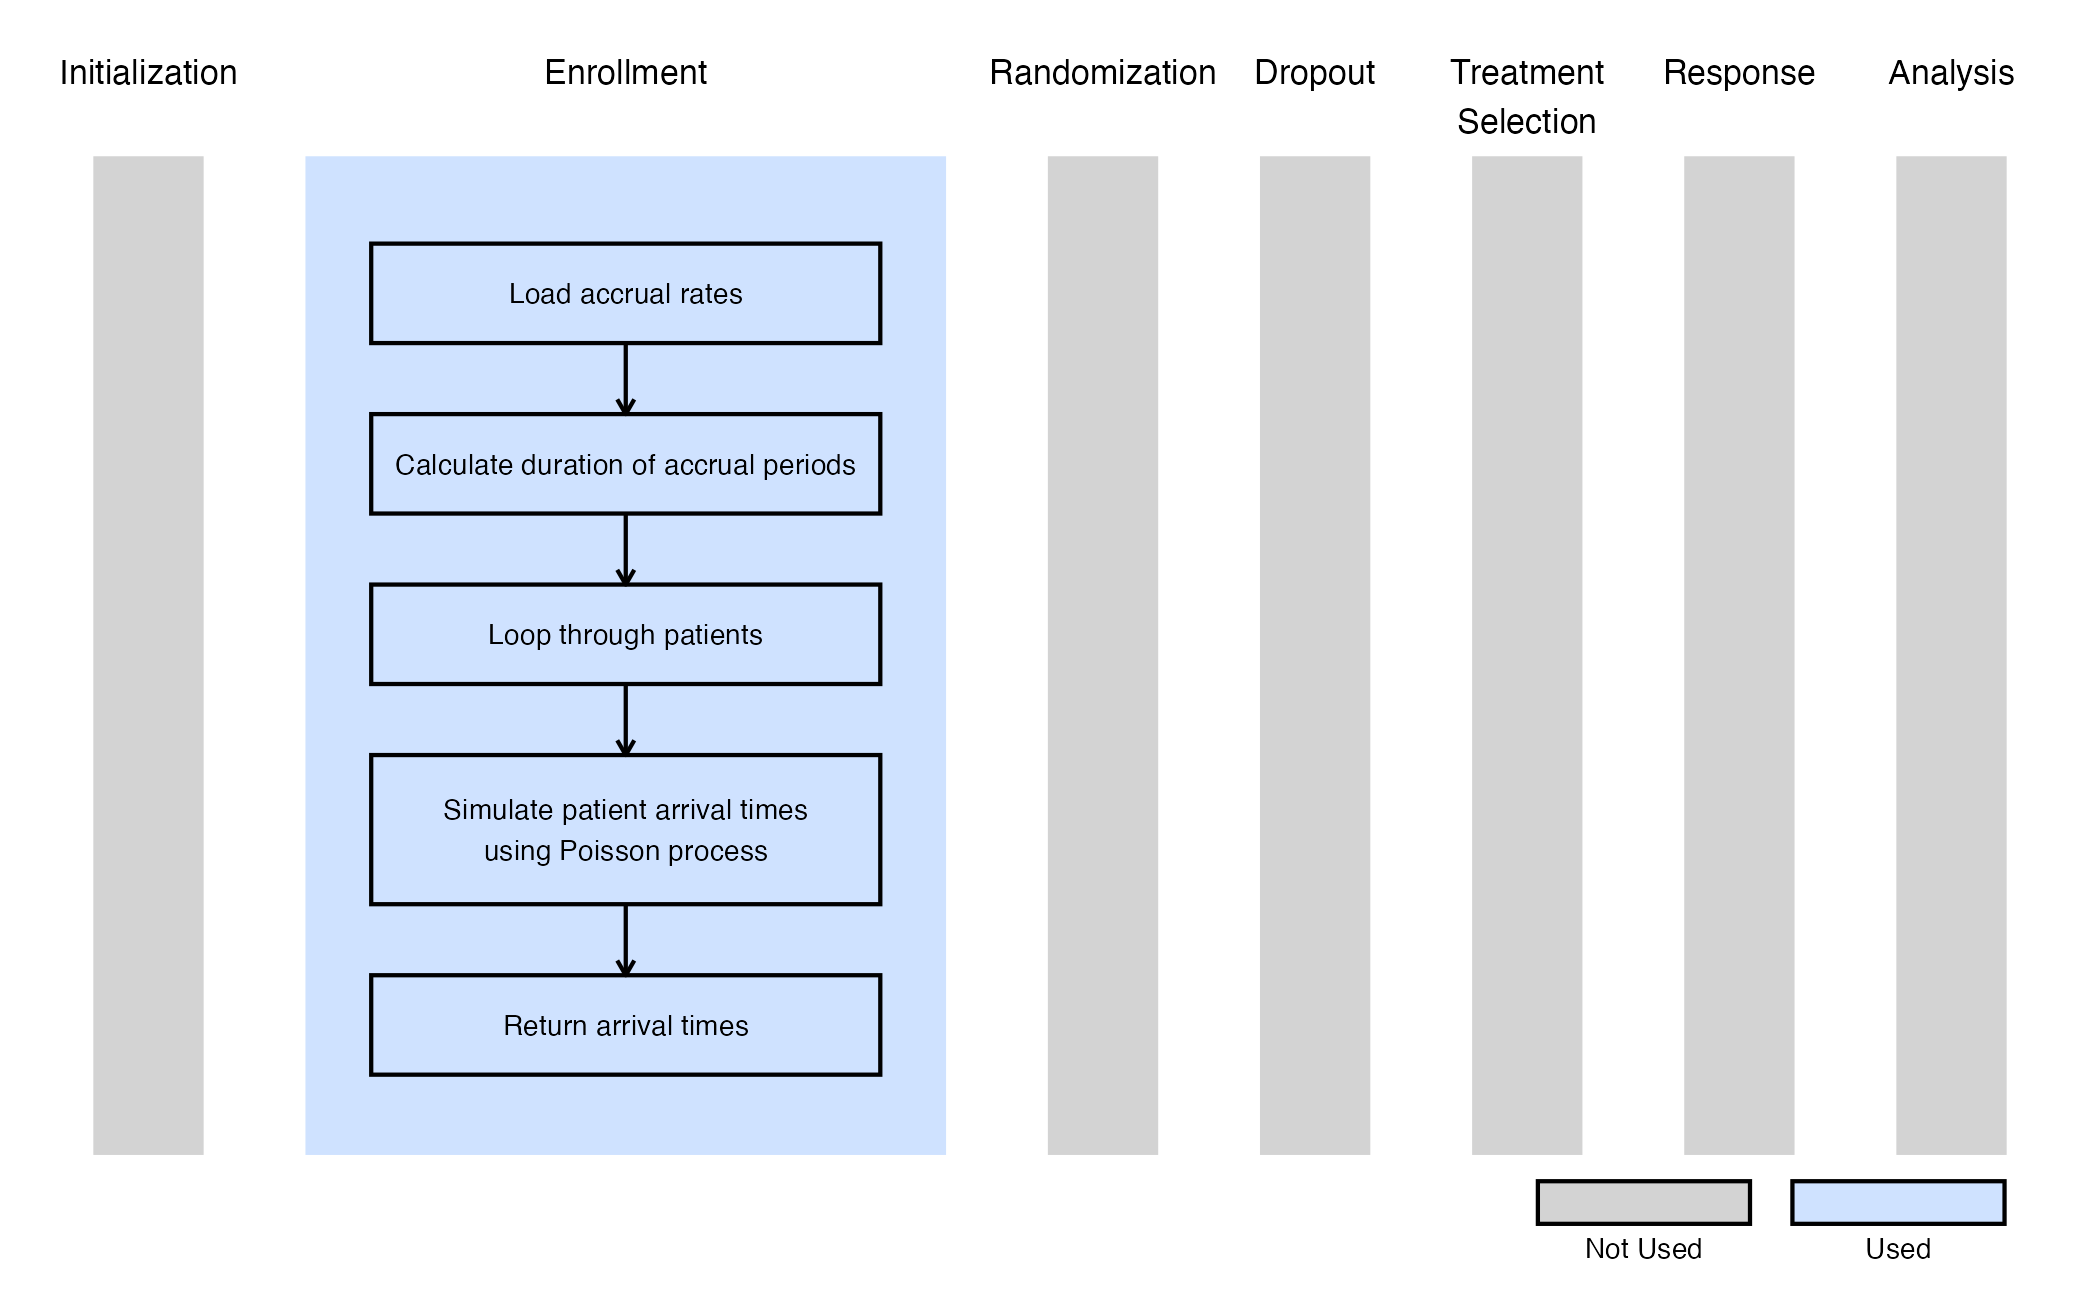 Initialization
Enrollment
Randomization
Dropout
Treatment
Selection
Response
Analysis
Load accrual rates
Calculate duration of accrual periods
Loop through patients
Simulate patient arrival times
using Poisson process
Return arrival times
Not Used
Used